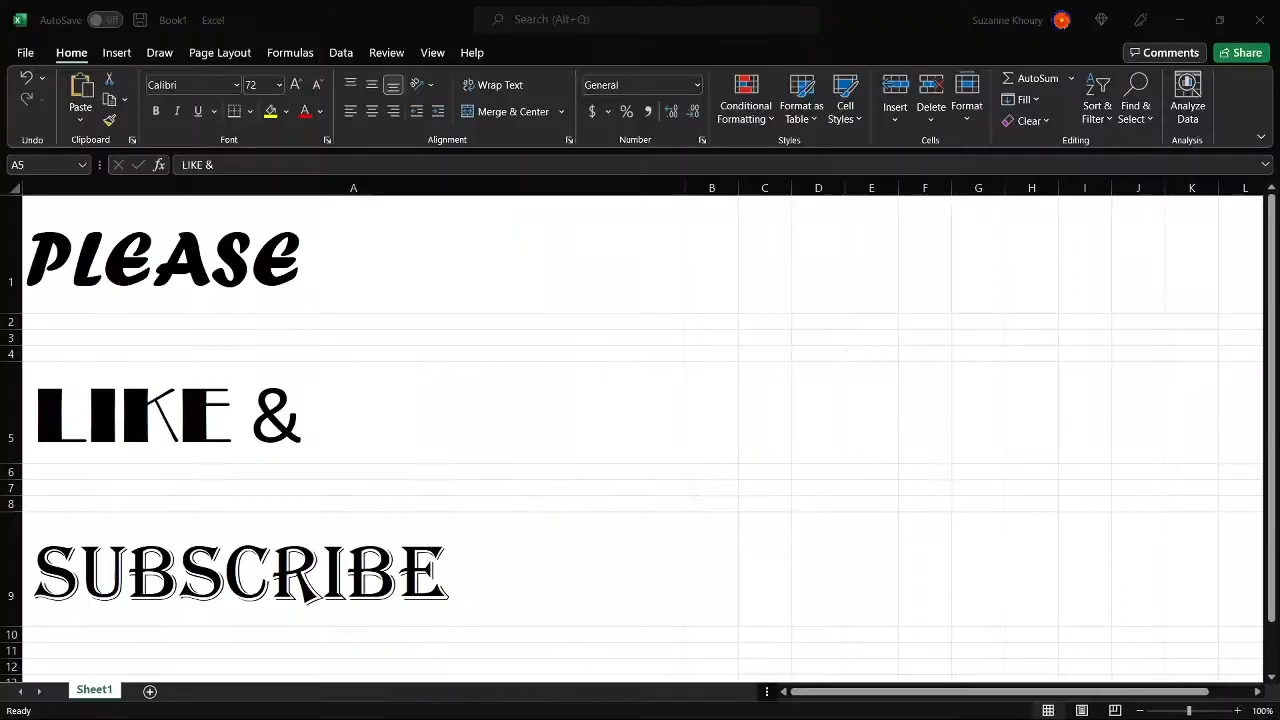 AutoSave Off Book1 Excel Search (Alt+Q) Suzanne Khoury
File Home Insert Draw Page Layout Formulas Data Review View Help Comments Share
Calibri 72 A A Wrap Text General AutoSum
Paste Conditional Formatting Format as Table Cell Styles Insert Delete Format Fill Sort & Filter Find & Select Analyze Data
B I U A Merge & Center $ % , Clear
Undo Clipboard Font Alignment Number Styles Cells Editing Analysis
A5 fx LIKE &
A B C D E F G H I J K L
PLEASE
1
2
3
4
LIKE &
5
6
7
8
SUBSCRIBE
9
10
11
12
Sheet1
Ready 100%